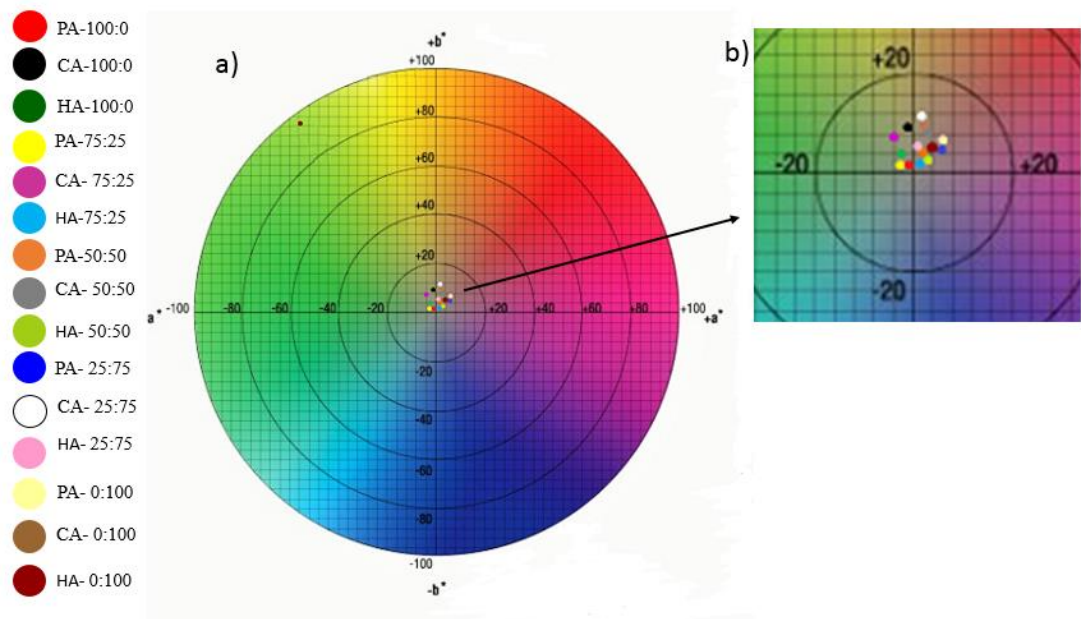 PA-100:0
CA-100:0
HA-100:0
PA-75:25
CA- 75:25
HA-75:25
PA-50:50
CA- 50:50
HA- 50:50
PA- 25:75
CA- 25:75
HA- 25:75
PA- 0:100
CA- 0:100
HA- 0:100
a)
+b*
+100
+80
+60
+40
+20
a* -100 -80 -60 -40 -20 +20 +40 +60 +80 +100 +a*
-20
-40
-60
-80
-100
-b*
b)
+20
-20 +20
-20